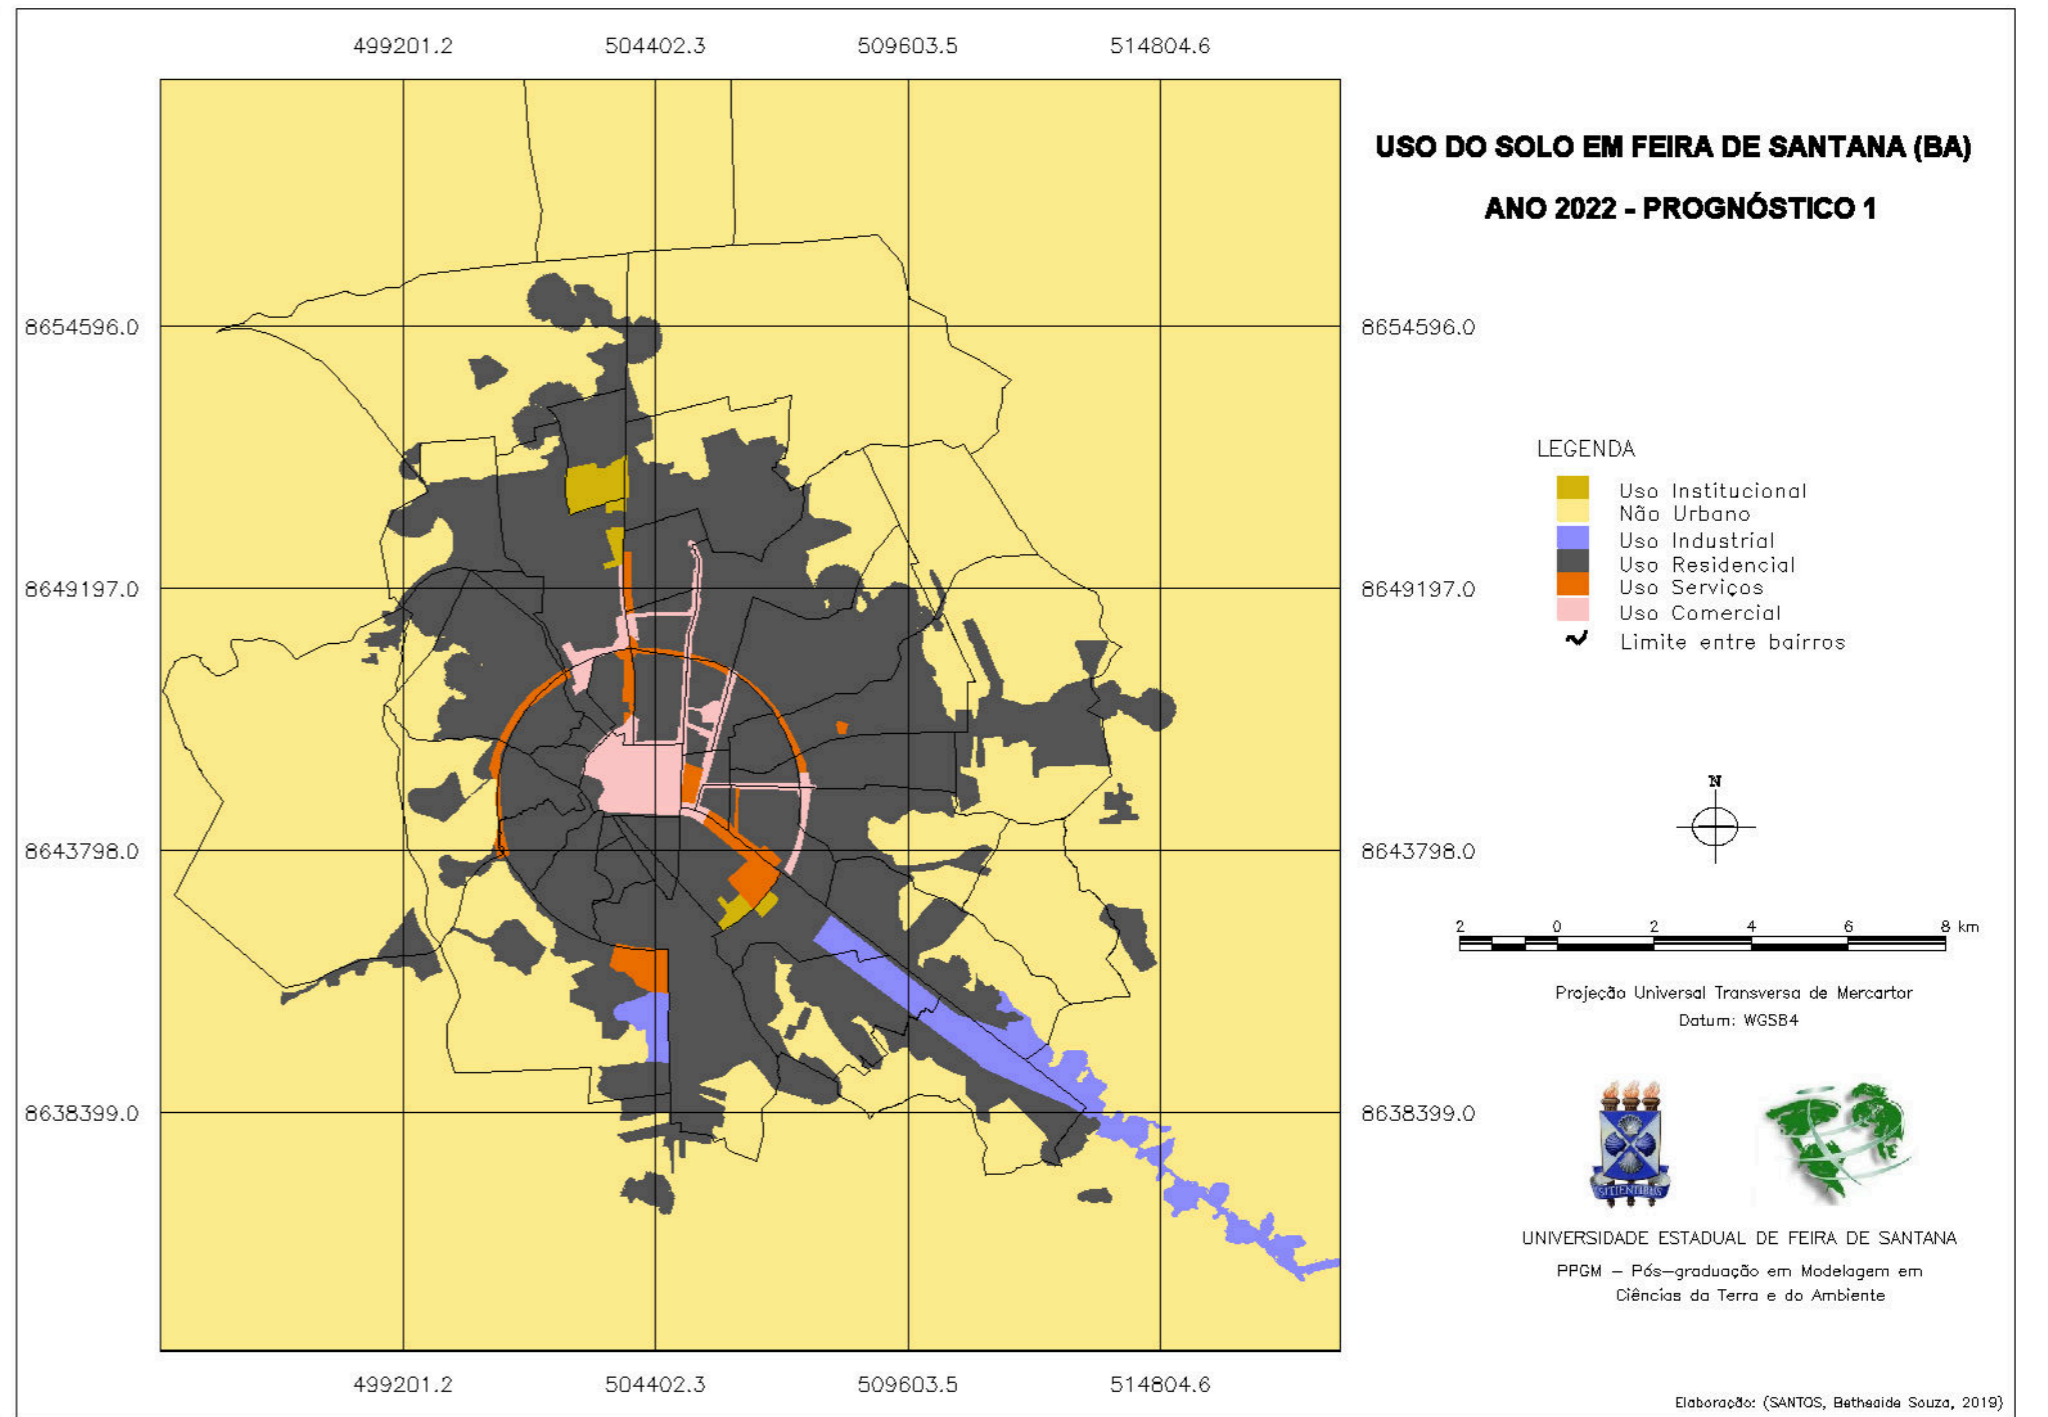 499201.2 504402.3 509603.5 514804.6
USO DO SOLO EM FEIRA DE SANTANA (BA)
ANO 2022 - PROGNÓSTICO 1
8654596.0 8654596.0
LEGENDA
Uso Institucional
Não Urbano
Uso Industrial
Uso Residencial
Uso Serviços
Uso Comercial
Limite entre bairros
8649197.0 8649197.0
N
8643798.0 8643798.0
2 0 2 4 6 8 km
Projeção Universal Transversa de Mercartor
Datum: WGS84
8638399.0 8638399.0
SITIENTIBUS
UNIVERSIDADE ESTADUAL DE FEIRA DE SANTANA
PPGM – Pós–graduação em Modelagem em
Ciências da Terra e do Ambiente
499201.2 504402.3 509603.5 514804.6
Elaboração: (SANTOS, Betheaide Souza, 2019)